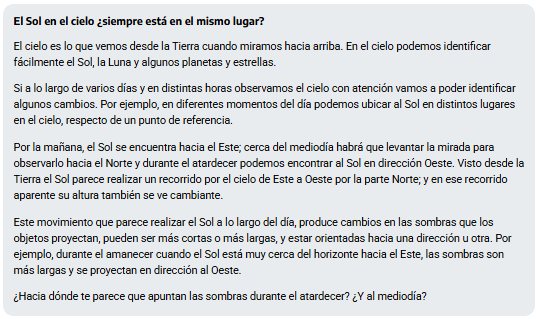 El Sol en el cielo ¿siempre está en el mismo lugar?
El cielo es lo que vemos desde la Tierra cuando miramos hacia arriba. En el cielo podemos identificar
fácilmente el Sol, la Luna y algunos planetas y estrellas.
Si a lo largo de varios días y en distintas horas observamos el cielo con atención vamos a poder identificar
algunos cambios. Por ejemplo, en diferentes momentos del día podemos ubicar al Sol en distintos lugares
en el cielo, respecto de un punto de referencia.
Por la mañana, el Sol se encuentra hacia el Este; cerca del mediodía habrá que levantar la mirada para
observarlo hacia el Norte y durante el atardecer podemos encontrar al Sol en dirección Oeste. Visto desde la
Tierra el Sol parece realizar un recorrido por el cielo de Este a Oeste por la parte Norte; y en ese recorrido
aparente su altura también se ve cambiante.
Este movimiento que parece realizar el Sol a lo largo del día, produce cambios en las sombras que los
objetos proyectan, pueden ser más cortas o más largas, y estar orientadas hacia una dirección u otra. Por
ejemplo, durante el amanecer cuando el Sol está muy cerca del horizonte hacia el Este, las sombras son
más largas y se proyectan en dirección al Oeste.
¿Hacia dónde te parece que apuntan las sombras durante el atardecer? ¿Y al mediodía?